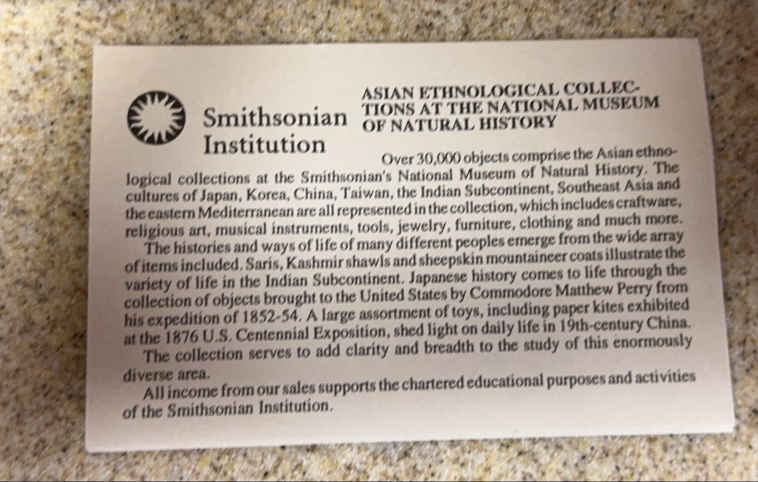 Smithsonian
Institution
ASIAN ETHNOLOGICAL COLLEC-
TIONS AT THE NATIONAL MUSEUM
OF NATURAL HISTORY
Over 30,000 objects comprise the Asian ethno-
logical collections at the Smithsonian's National Museum of Natural History. The
cultures of Japan, Korea, China, Taiwan, the Indian Subcontinent, Southeast Asia and
the eastern Mediterranean are all represented in the collection, which includes craftware,
religious art, musical instruments, tools, jewelry, furniture, clothing and much more.
The histories and ways of life of many different peoples emerge from the wide array
of items included. Saris, Kashmir shawls and sheepskin mountaineer coats illustrate the
variety of life in the Indian Subcontinent. Japanese history comes to life through the
collection of objects brought to the United States by Commodore Matthew Perry from
his expedition of 1852-54. A large assortment of toys, including paper kites exhibited
at the 1876 U.S. Centennial Exposition, shed light on daily life in 19th-century China.
The collection serves to add clarity and breadth to the study of this enormously
diverse area.
All income from our sales supports the chartered educational purposes and activities
of the Smithsonian Institution.